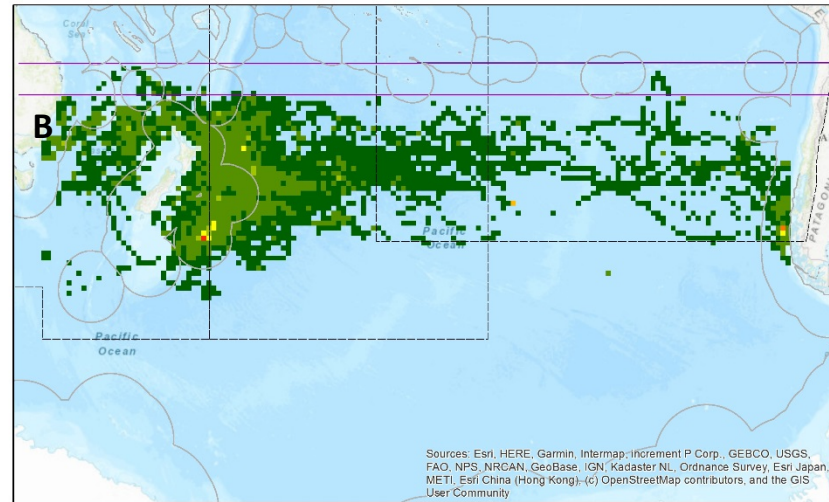 Coral
Sea
B
PATAGON
Pacific
Ocean
Pacific
Ocean
Sources: Esri, HERE, Garmin, Intermap, increment P Corp., GEBCO, USGS,
FAO, NPS, NRCAN, GeoBase, IGN, Kadaster NL, Ordnance Survey, Esri Japan,
METI, Esri China (Hong Kong), (c) OpenStreetMap contributors, and the GIS
User Community